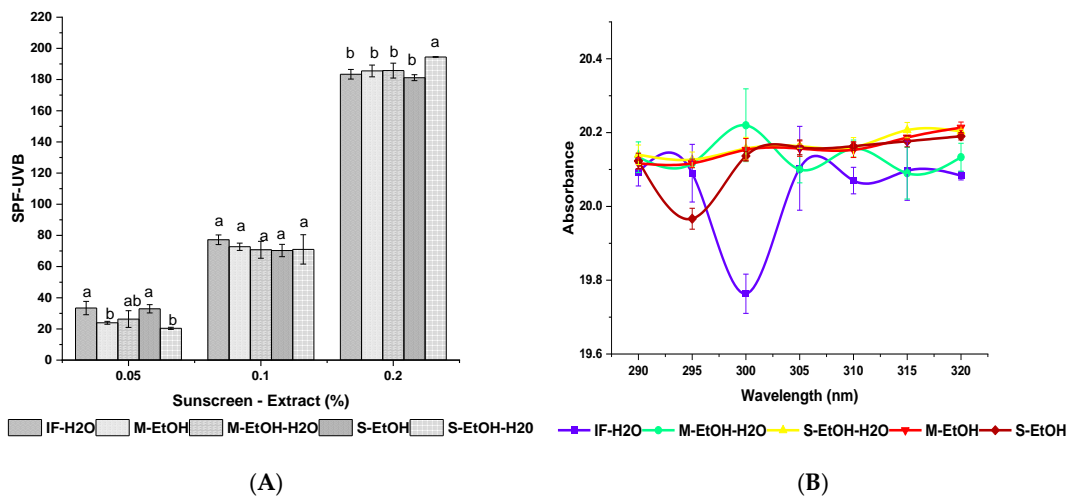 220
200
180
160
140
120
100
80
60
40
20
0
SPF-UVB
a b ab a b
a a a a a
b b b b a
0.05 0.1 0.2
Sunscreen - Extract (%)
IF-H2O M-EtOH M-EtOH-H2O S-EtOH S-EtOH-H20
(A)
20.4
20.2
20.0
19.8
19.6
Absorbance
290 295 300 305 310 315 320
Wavelength (nm)
IF-H2O M-EtOH-H2O S-EtOH-H2O M-EtOH S-EtOH
(B)